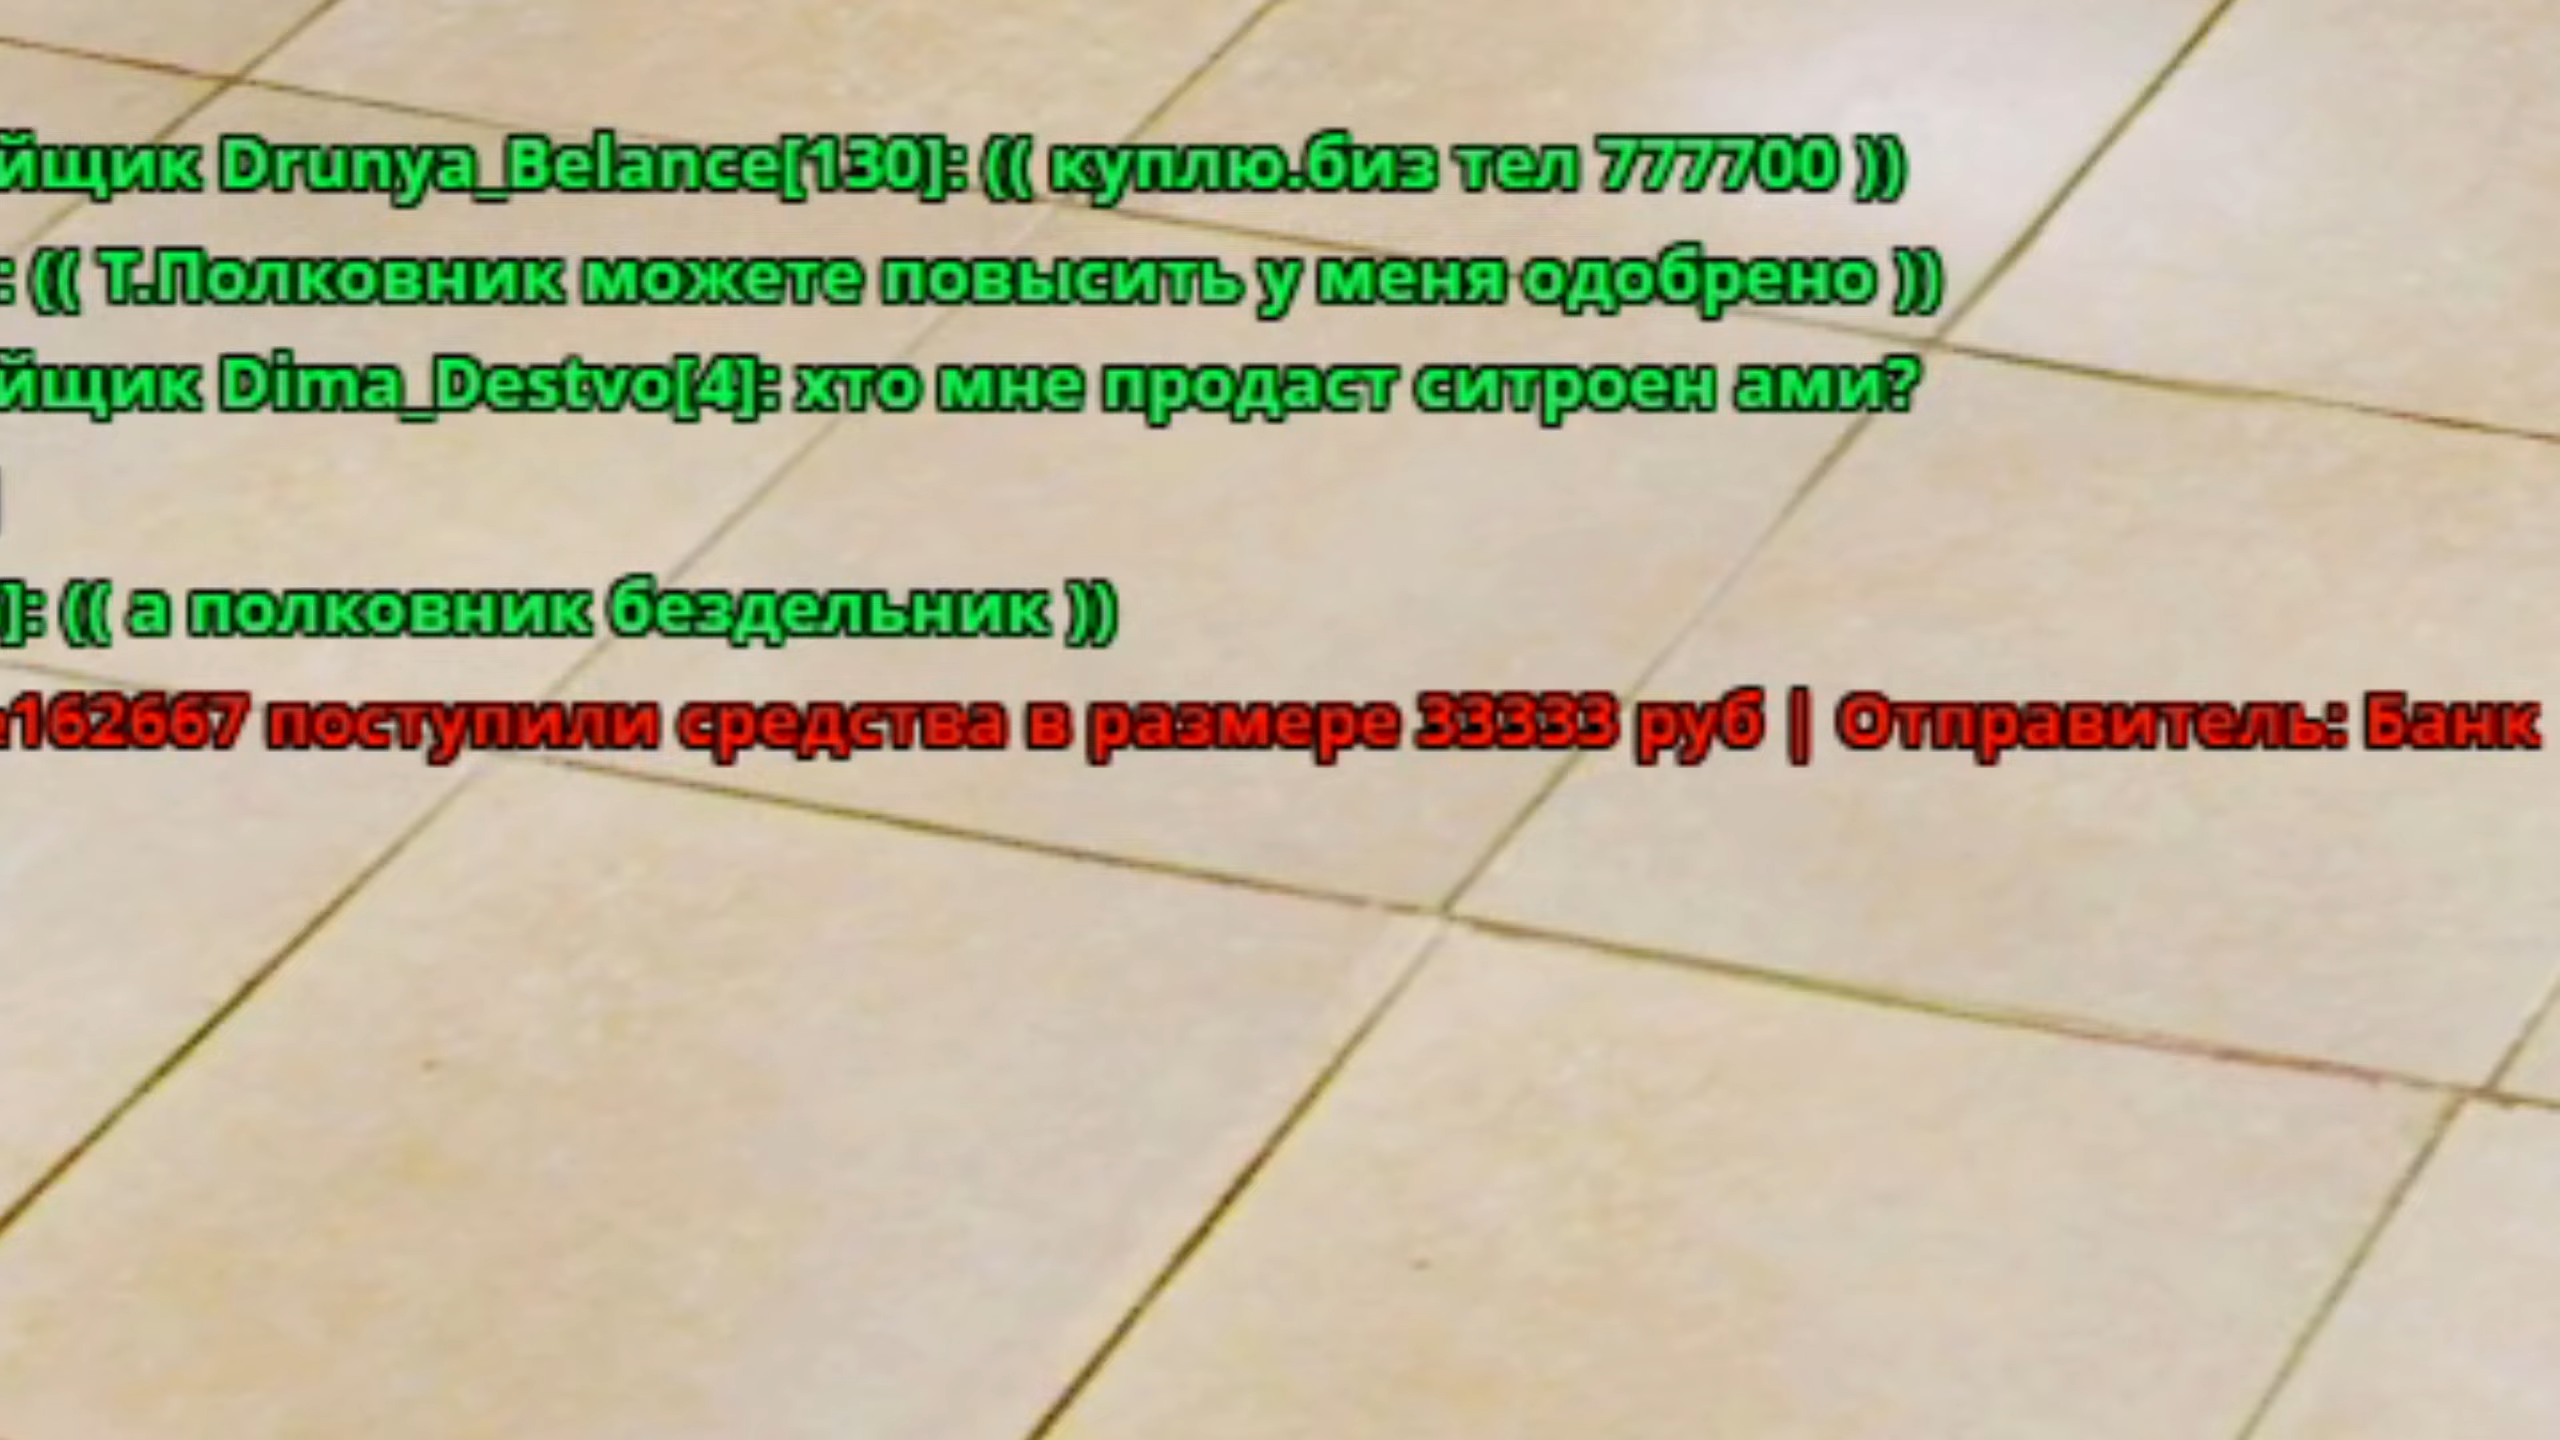 йщик Drunya_Belance[130]: (( куплю.биз тел 777700 ))
: (( Т.Полковник можете повысить у меня одобрено ))
йщик Dima_Destvo[4]: хто мне продаст ситроен ами?
]: (( а полковник бездельник ))
162667 поступили средства в размере 33333 руб | Отправитель: Банк